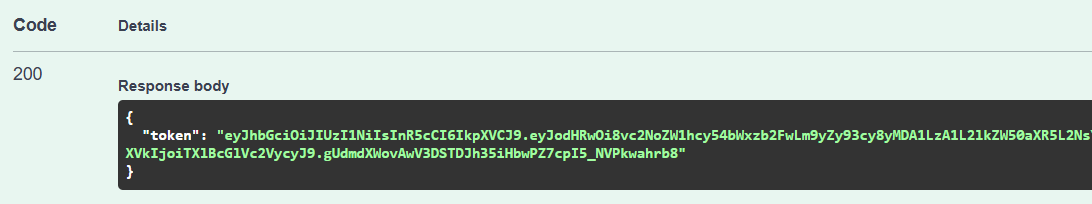 Code Details
200
Response body
{
"token": "eyJhbGciOiJIUzI1NiIsInR5cCI6IkpXVCJ9.eyJodHRwOi8vc2NoZW1hcy54bWxzb2FwLm9yZy93cy8yMDA1LzA1L2lkZW50aXR5L2Ns
XVkIjoiTX1BcGlVc2VycyJ9.gUdmdXWovAwV3DSTDJh35iHbwPZ7cpI5_NVPkwahrb8"
}